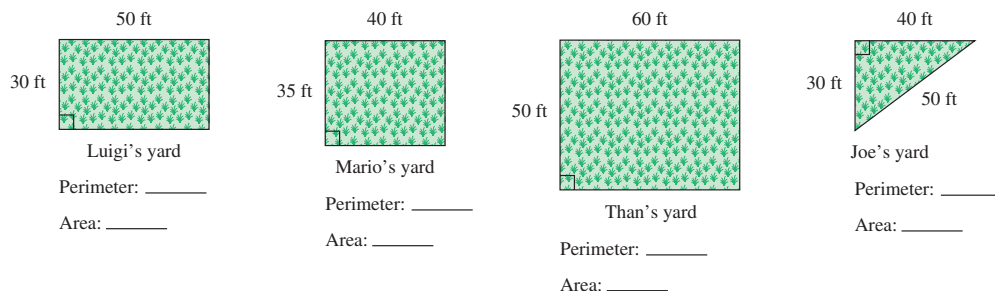 50 ft
30 ft
Luigi’s yard
Perimeter: ______
Area: ______
40 ft
35 ft
Mario’s yard
Perimeter: ______
Area: ______
60 ft
50 ft
Than’s yard
Perimeter: ______
Area: ______
40 ft
30 ft
50 ft
Joe’s yard
Perimeter: ______
Area: ______